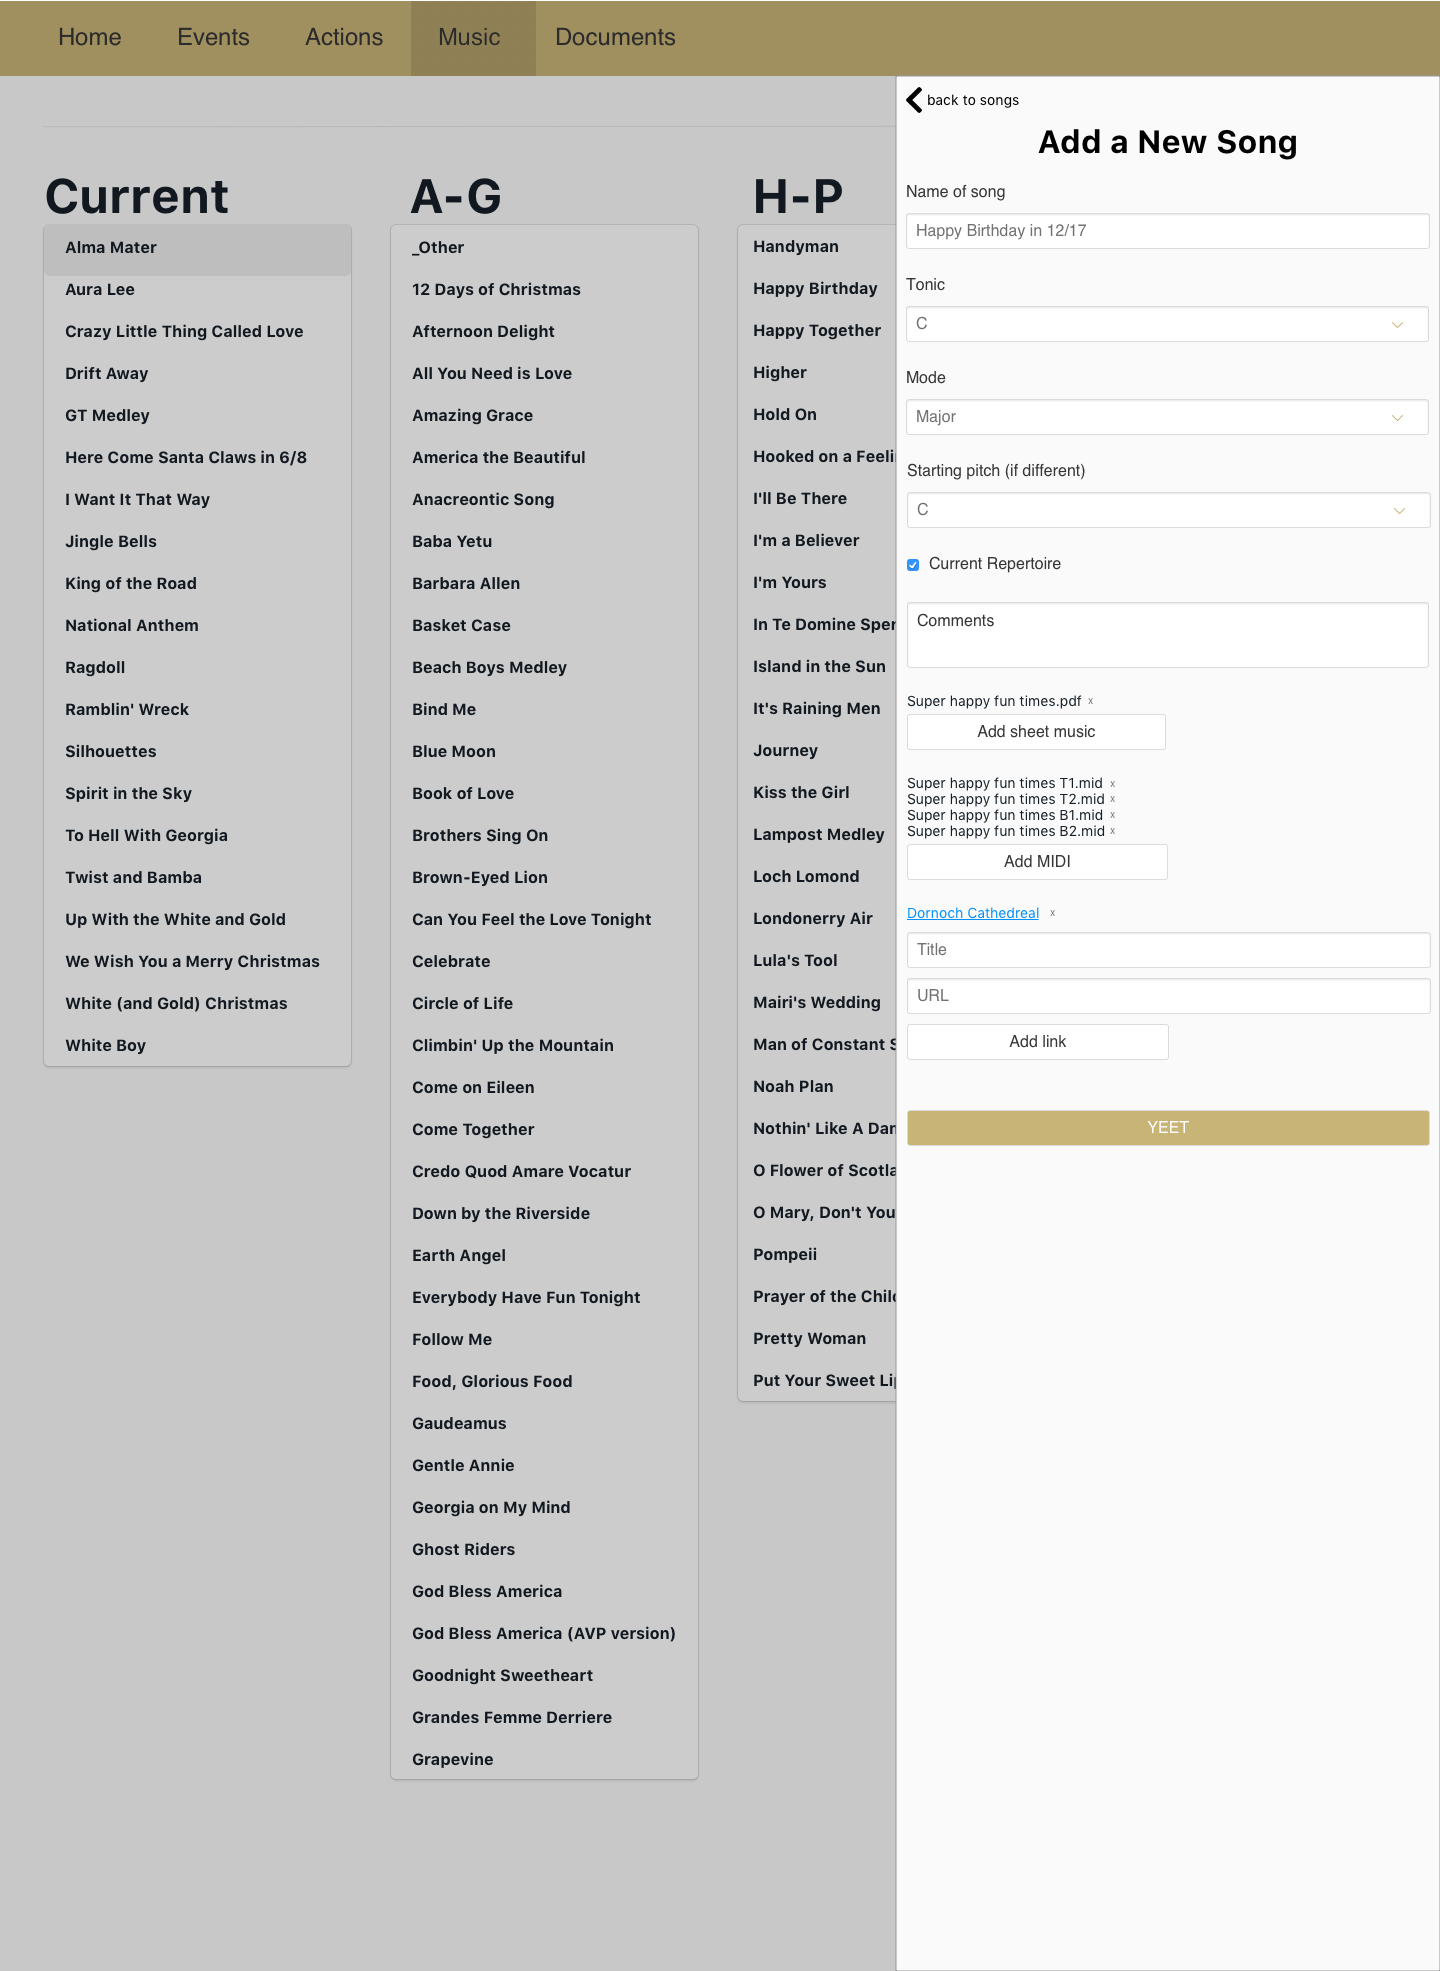 Home Events Actions Music Documents
back to songs
Add a New Song
Current
Alma Mater
Aura Lee
Crazy Little Thing Called Love
Drift Away
GT Medley
Here Come Santa Claws in 6/8
I Want It That Way
Jingle Bells
King of the Road
National Anthem
Ragdoll
Ramblin' Wreck
Silhouettes
Spirit in the Sky
To Hell With Georgia
Twist and Bamba
Up With the White and Gold
We Wish You a Merry Christmas
White (and Gold) Christmas
White Boy
A-G
_Other
12 Days of Christmas
Afternoon Delight
All You Need is Love
Amazing Grace
America the Beautiful
Anacreontic Song
Baba Yetu
Barbara Allen
Basket Case
Beach Boys Medley
Bind Me
Blue Moon
Book of Love
Brothers Sing On
Brown-Eyed Lion
Can You Feel the Love Tonight
Celebrate
Circle of Life
Climbin' Up the Mountain
Come on Eileen
Come Together
Credo Quod Amare Vocatur
Down by the Riverside
Earth Angel
Everybody Have Fun Tonight
Follow Me
Food, Glorious Food
Gaudeamus
Gentle Annie
Georgia on My Mind
Ghost Riders
God Bless America
God Bless America (AVP version)
Goodnight Sweetheart
Grandes Femme Derriere
Grapevine
H-P
Handyman
Happy Birthday
Happy Together
Higher
Hold On
Hooked on a Feeli
I'll Be There
I'm a Believer
I'm Yours
In Te Domine Sper
Island in the Sun
It's Raining Men
Journey
Kiss the Girl
Lampost Medley
Loch Lomond
Londonerry Air
Lula's Tool
Mairi's Wedding
Man of Constant S
Noah Plan
Nothin' Like A Dan
O Flower of Scotla
O Mary, Don't You
Pompeii
Prayer of the Chil
Pretty Woman
Put Your Sweet Li
Name of song
Happy Birthday in 12/17
Tonic
C
Mode
Major
Starting pitch (if different)
C
Current Repertoire
Comments
Super happy fun times.pdf x
Add sheet music
Super happy fun times T1.mid x
Super happy fun times T2.mid x
Super happy fun times B1.mid x
Super happy fun times B2.mid x
Add MIDI
Dornoch Cathedreal x
Title
URL
Add link
YEET